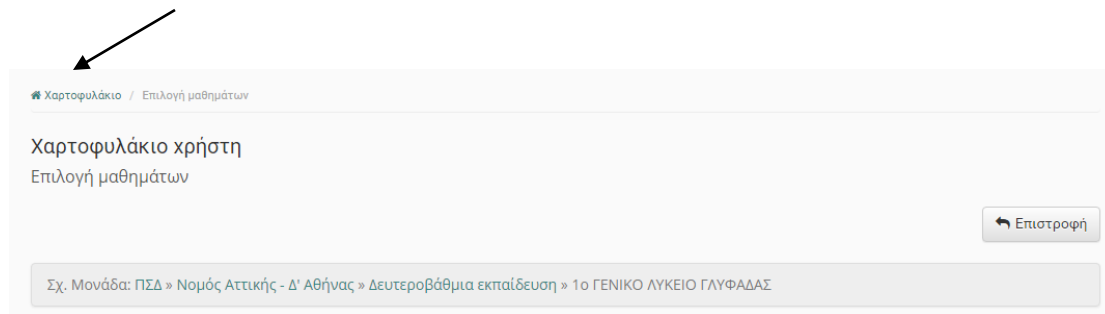 Χαρτοφυλάκιο / Επιλογή μαθημάτων
Χαρτοφυλάκιο χρήστη
Επιλογή μαθημάτων
Επιστροφή
Σχ. Μονάδα: ΠΣΔ » Νομός Αττικής - Δ' Αθήνας » Δευτεροβάθμια εκπαίδευση » 1ο ΓΕΝΙΚΟ ΛΥΚΕΙΟ ΓΛΥΦΑΔΑΣ